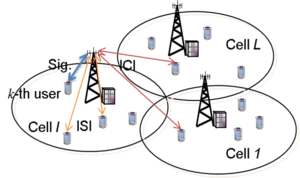 Cell L
Sig.
ICI
k-th user
Cell l
ISI
Cell 1